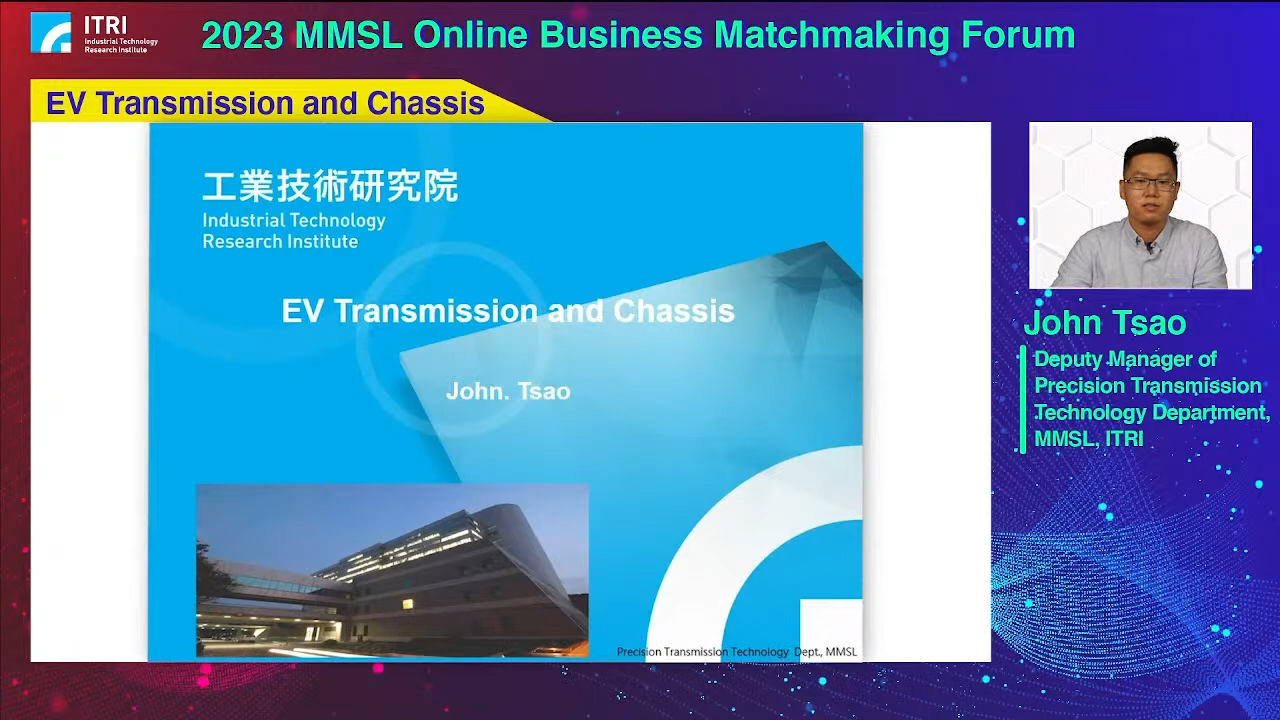 ITRI
Industrial Technology
Research Institute
2023 MMSL Online Business Matchmaking Forum
EV Transmission and Chassis
工業技術研究院
Industrial Technology
Research Institute
EV Transmission and Chassis
John. Tsao
Precision Transmission Technology Dept., MMSL
John Tsao
Deputy Manager of
Precision Transmission
Technology Department,
MMSL, ITRI